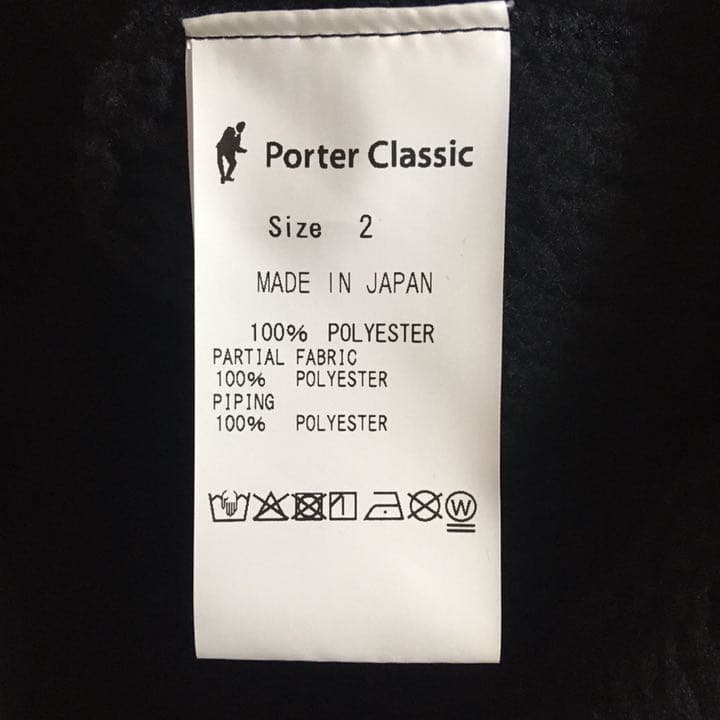 Porter Classic
Size 2
MADE IN JAPAN
100% POLYESTER
PARTIAL FABRIC
100% POLYESTER
PIPING
100% POLYESTER
W